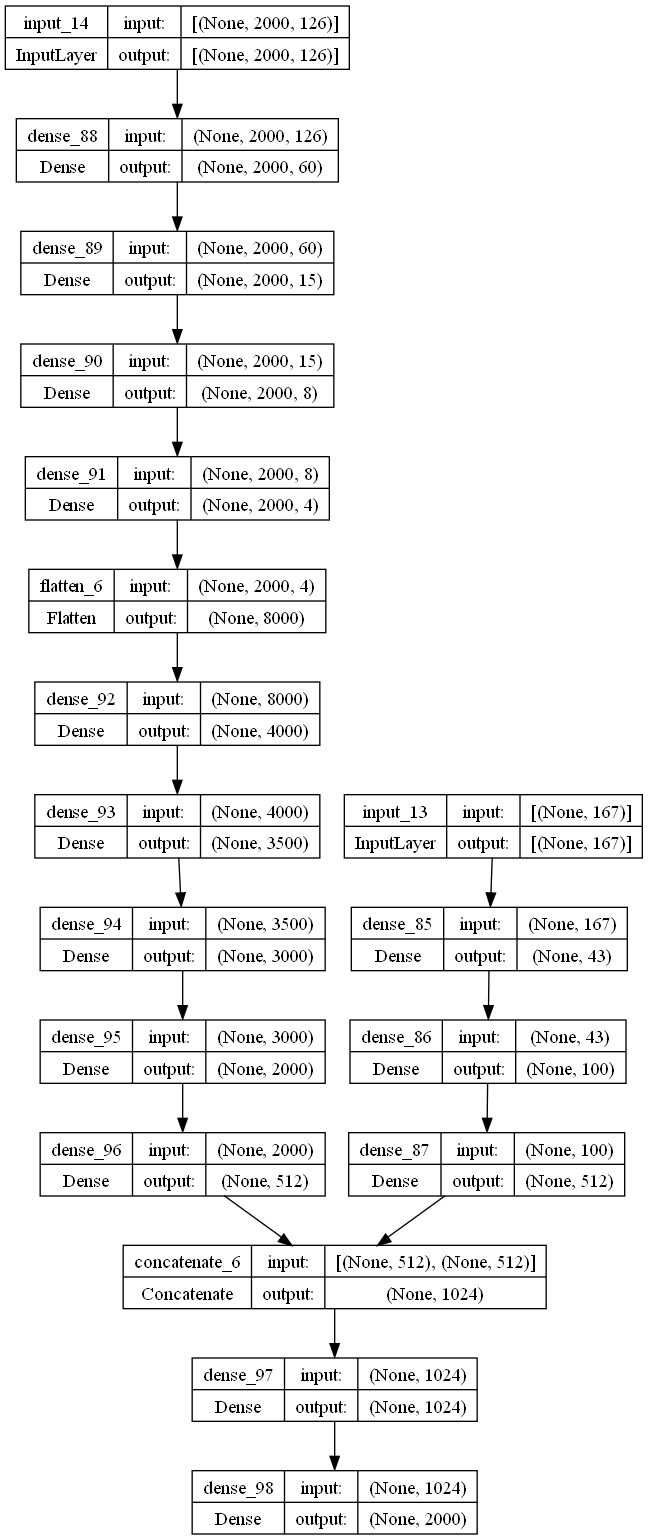 input_14 input: [(None, 2000, 126)]
InputLayer output: [(None, 2000, 126)]
dense_88 input: (None, 2000, 126)
Dense output: (None, 2000, 60)
dense_89 input: (None, 2000, 60)
Dense output: (None, 2000, 15)
dense_90 input: (None, 2000, 15)
Dense output: (None, 2000, 8)
dense_91 input: (None, 2000, 8)
Dense output: (None, 2000, 4)
flatten_6 input: (None, 2000, 4)
Flatten output: (None, 8000)
dense_92 input: (None, 8000)
Dense output: (None, 4000)
dense_93 input: (None, 4000)
Dense output: (None, 3500)
input_13 input: [(None, 167)]
InputLayer output: [(None, 167)]
dense_94 input: (None, 3500)
Dense output: (None, 3000)
dense_85 input: (None, 167)
Dense output: (None, 43)
dense_95 input: (None, 3000)
Dense output: (None, 2000)
dense_86 input: (None, 43)
Dense output: (None, 100)
dense_96 input: (None, 2000)
Dense output: (None, 512)
dense_87 input: (None, 100)
Dense output: (None, 512)
concatenate_6 input: [(None, 512), (None, 512)]
Concatenate output: (None, 1024)
dense_97 input: (None, 1024)
Dense output: (None, 1024)
dense_98 input: (None, 1024)
Dense output: (None, 2000)